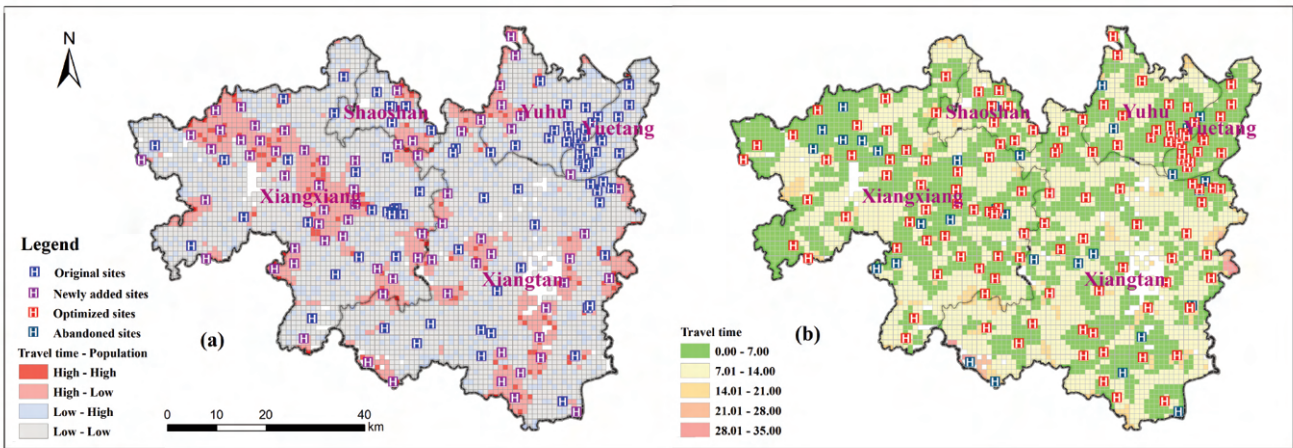 N
Shaoshan
Yuhu
Yuetang
Xiangxiang
Xiangtan
Legend
H Original sites
H Newly added sites
H Optimized sites
H Abandoned sites
Travel time - Population
High - High
High - Low
Low - High
Low - Low
(a)
0 10 20 40
km
Shaoshan
Yuhu
Yuetang
Xiangxiang
Xiangtan
Travel time
0.00 - 7.00
7.01 - 14.00
14.01 - 21.00
21.01 - 28.00
28.01 - 35.00
(b)